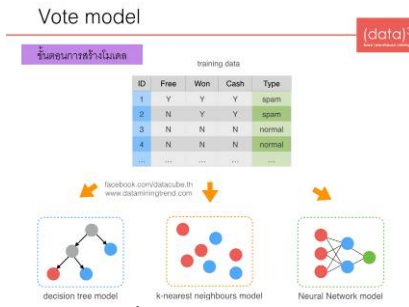 Vote model
(data)3
ขั้นตอนการสร้างโมเดล
training data
ID Free Won Cash Type
1 Y Y Y spam
2 N Y Y spam
3 N N N normal
4 N N N normal
... ... ... ... ...
facebook.com/datacube.th
www.dataminingtrend.com
decision tree model k-nearest neighbours model Neural Network model